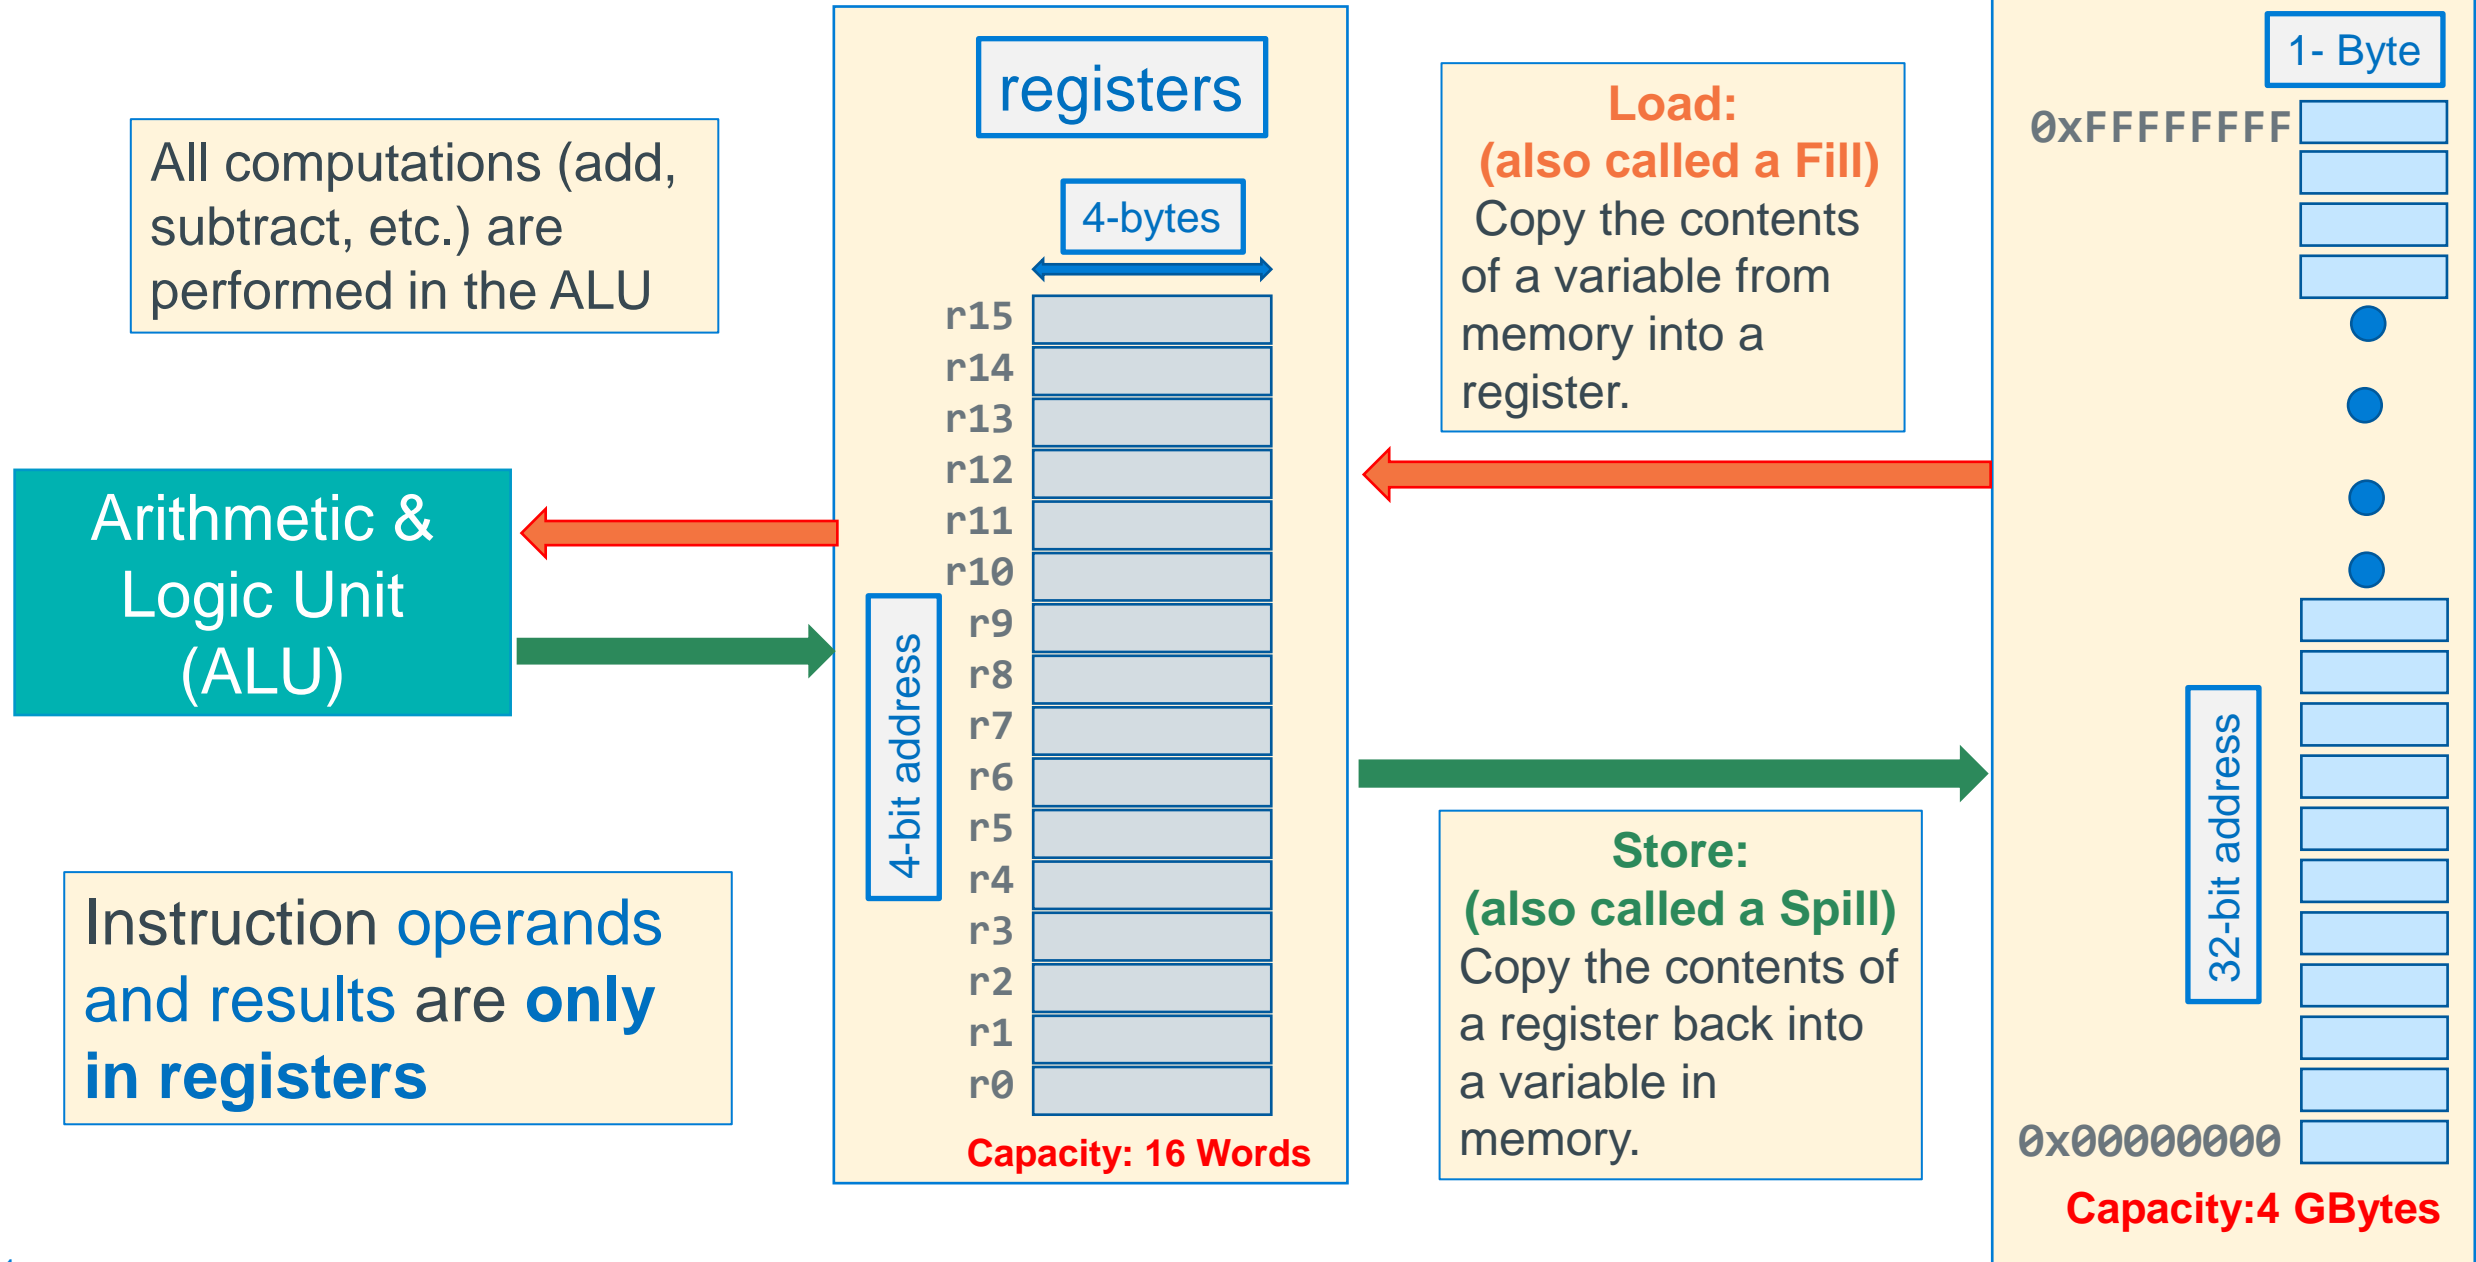 All computations (add,
subtract, etc.) are
performed in the ALU
Arithmetic &
Logic Unit
(ALU)
Instruction operands
and results are only
in registers
registers
4-bytes
r15
r14
r13
r12
r11
r10
r9
r8
r7
r6
r5
r4
r3
r2
r1
r0
4-bit address
Capacity: 16 Words
Load:
(also called a Fill)
Copy the contents
of a variable from
memory into a
register.
Store:
(also called a Spill)
Copy the contents of
a register back into
a variable in
memory.
1- Byte
0xFFFFFFFF
32-bit address
0x00000000
Capacity:4 GBytes